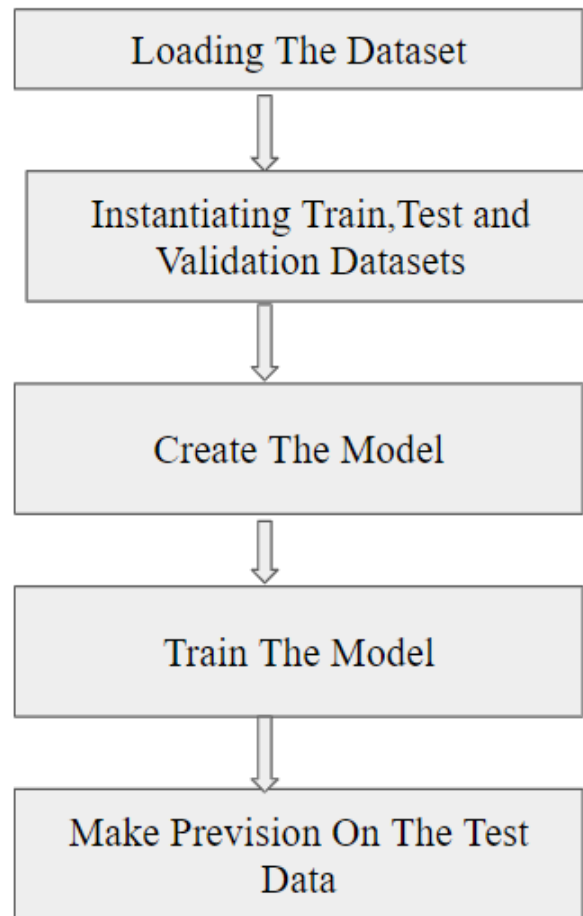 Loading The Dataset
Instantiating Train,Test and
Validation Datasets
Create The Model
Train The Model
Make Prevision On The Test
Data